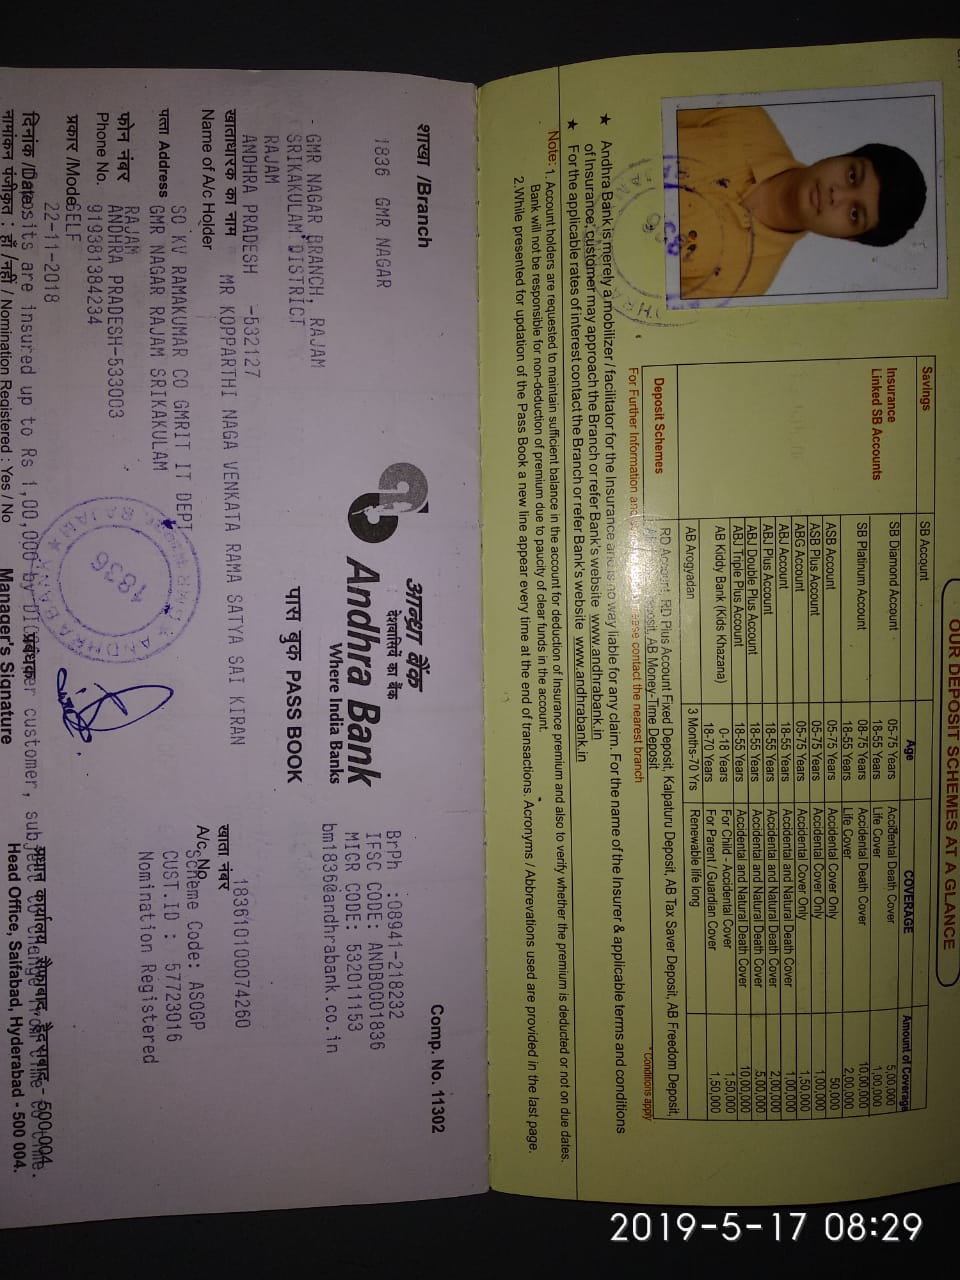 OUR DEPOSIT SCHEMES AT A GLANCE
Savings SB Account Age COVERAGE Amount of Coverage
Insurance Linked SB Accounts
SB Diamond Account 05-75 Years Accidental Death Cover 5,00,000
18-55 Years Life Cover 1,00,000
SB Platinum Account 08-75 Years Accidental Death Cover 10,00,000
18-55 Years Life Cover 2,00,000
ASB Account 05-75 Years Accidental Cover Only 50,000
ASB Plus Account 05-75 Years Accidental Cover Only 1,00,000
ABG Account 05-75 Years Accidental Cover Only 1,50,000
ABJ Account 18-55 Years Accidental and Natural Death Cover 1,00,000
ABJ Plus Account 18-55 Years Accidental and Natural Death Cover 2,00,000
ABJ Double Plus Account 18-55 Years Accidental and Natural Death Cover 5,00,000
ABJ Triple Plus Account 18-55 Years Accidental and Natural Death Cover 10,00,000
AB Kiddy Bank (Kids Khazana) 0-18 Years For Child - Accidental Cover 1,50,000
18-70 Years For Parent / Guardian Cover 1,50,000
AB Arogyadan 3 Months-70 Yrs Renewable life long
Deposit Schemes RD Account, RD Plus Account Fixed Deposit, Kalpataru Deposit, AB Tax Saver Deposit, AB Freedom Deposit,
Deposit, AB Money-Time Deposit
For Further Information and please contact the nearest branch * Conditions apply
★ Andhra Bank is merely a mobilizer / facilitator for the Insurance and is no way liable for any claim. For the name of the Insurer & applicable terms and conditions
of Insurance, customer may approach the Branch or refer Bank's website www.andhrabank.in
★ For the applicable rates of interest contact the Branch or refer Bank's website www.andhrabank.in
Note: 1. Account holders are requested to maintain sufficient balance in the account for deduction of Insurance premium and also to verify whether the premium is deducted or not on due dates.
Bank will not be responsible for non-deduction of premium due to paucity of clear funds in the account.
2.While presented for updation of the Pass Book a new line appear every time at the end of transactions. Acronyms / Abbrevations used are provided in the last page.
Comp. No. 11302
शाखा /Branch
1836 GMR NAGAR
आन्ध्रा बैंक
देशवासियों का बैंक
Andhra Bank
Where India Banks
पास बुक PASS BOOK
GMR NAGAR BRANCH, RAJAM
SRIKAKULAM DISTRICT
RAJAM
ANDHRA PRADESH -532127
BrPh :08941-218232
IFSC CODE: ANDB0001836
MICR CODE: 532011153
bm1836@andhrabank.co.in
खाताधारक का नाम MR KOPPARTHI NAGA VENKATA RAMA SATYA SAI KIRAN
Name of A/c Holder
खाता नंबर 183610100074260
A/c. No.
Scheme Code: ASOGP
CUST.ID : 57723016
Nomination Registered
पता Address SO KV RAMAKUMAR CO GMRIT IT DEPT
GMR NAGAR RAJAM SRIKAKULAM
RAJAM
ANDHRA PRADESH-533003
फोन नंबर
Phone No. 919381384234
प्रकार /Mode SELF
22-11-2018
दिनांक /Date
Deposits are insured up to Rs 1,00,000 by DICGC per customer, subject to change from time to time.
नामांकन पंजीकृत : हाँ /नहीं / Nomination Registered : Yes / No
प्रबंधक
Manager's Signature
प्रधान कार्यालय, सैफाबाद, हैदराबाद - 500 004.
Head Office, Saifabad, Hyderabad - 500 004.
ANDHRA BANK
1836
2019-5-17 08:29